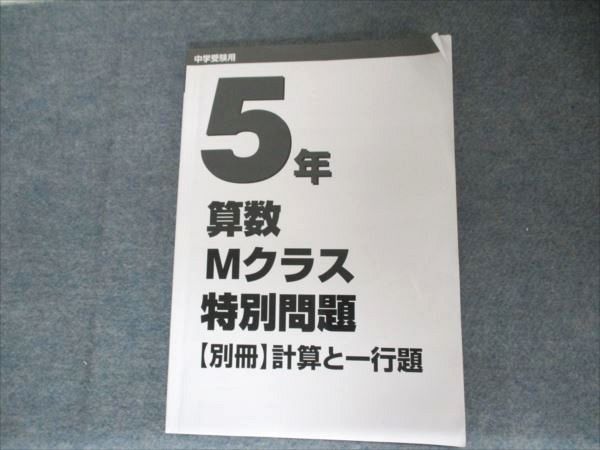 中学受験用
5年
算数
Mクラス
特別問題
【別冊】計算と一行題